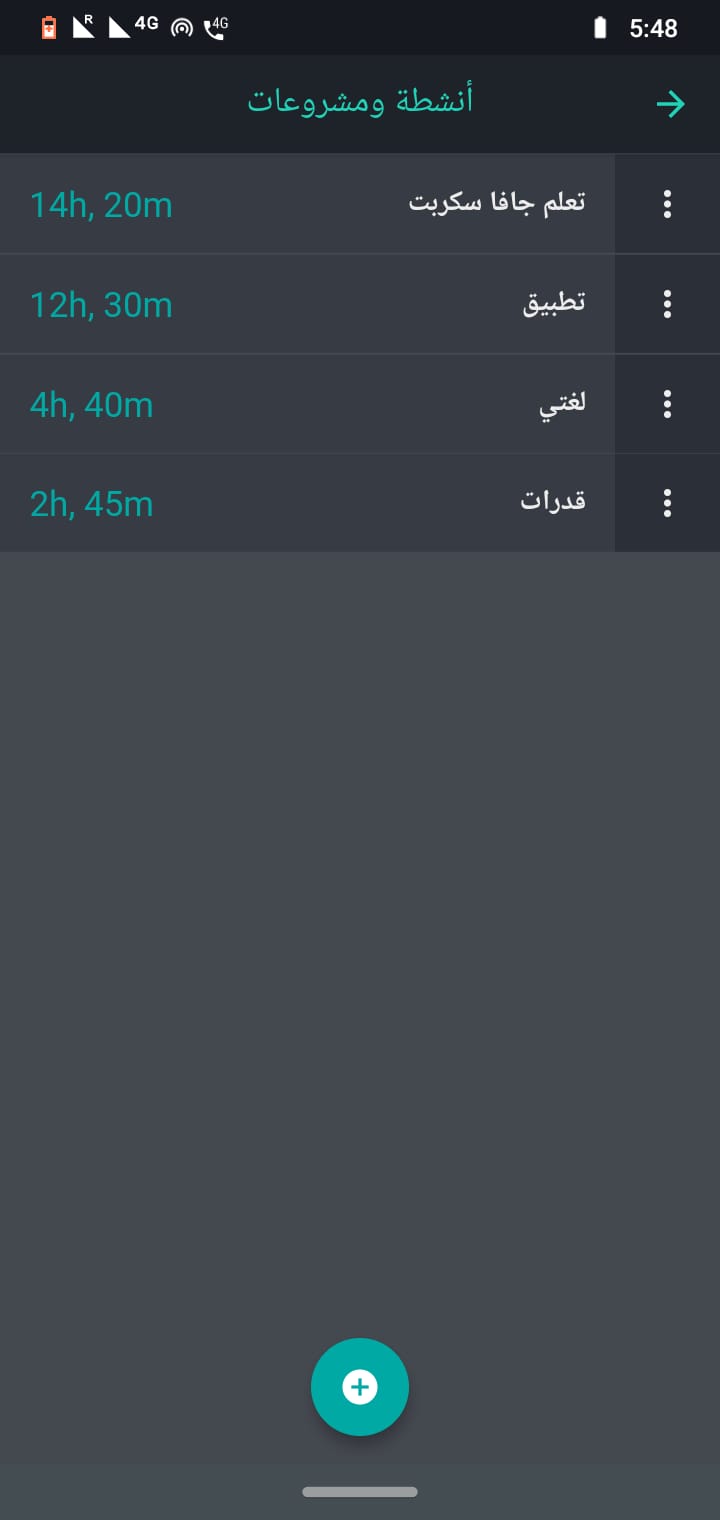 R 4G 4G 5:48
أنشطة ومشروعات
تعلم جافا سكربت 14h, 20m
تطبيق 12h, 30m
لغتي 4h, 40m
قدرات 2h, 45m